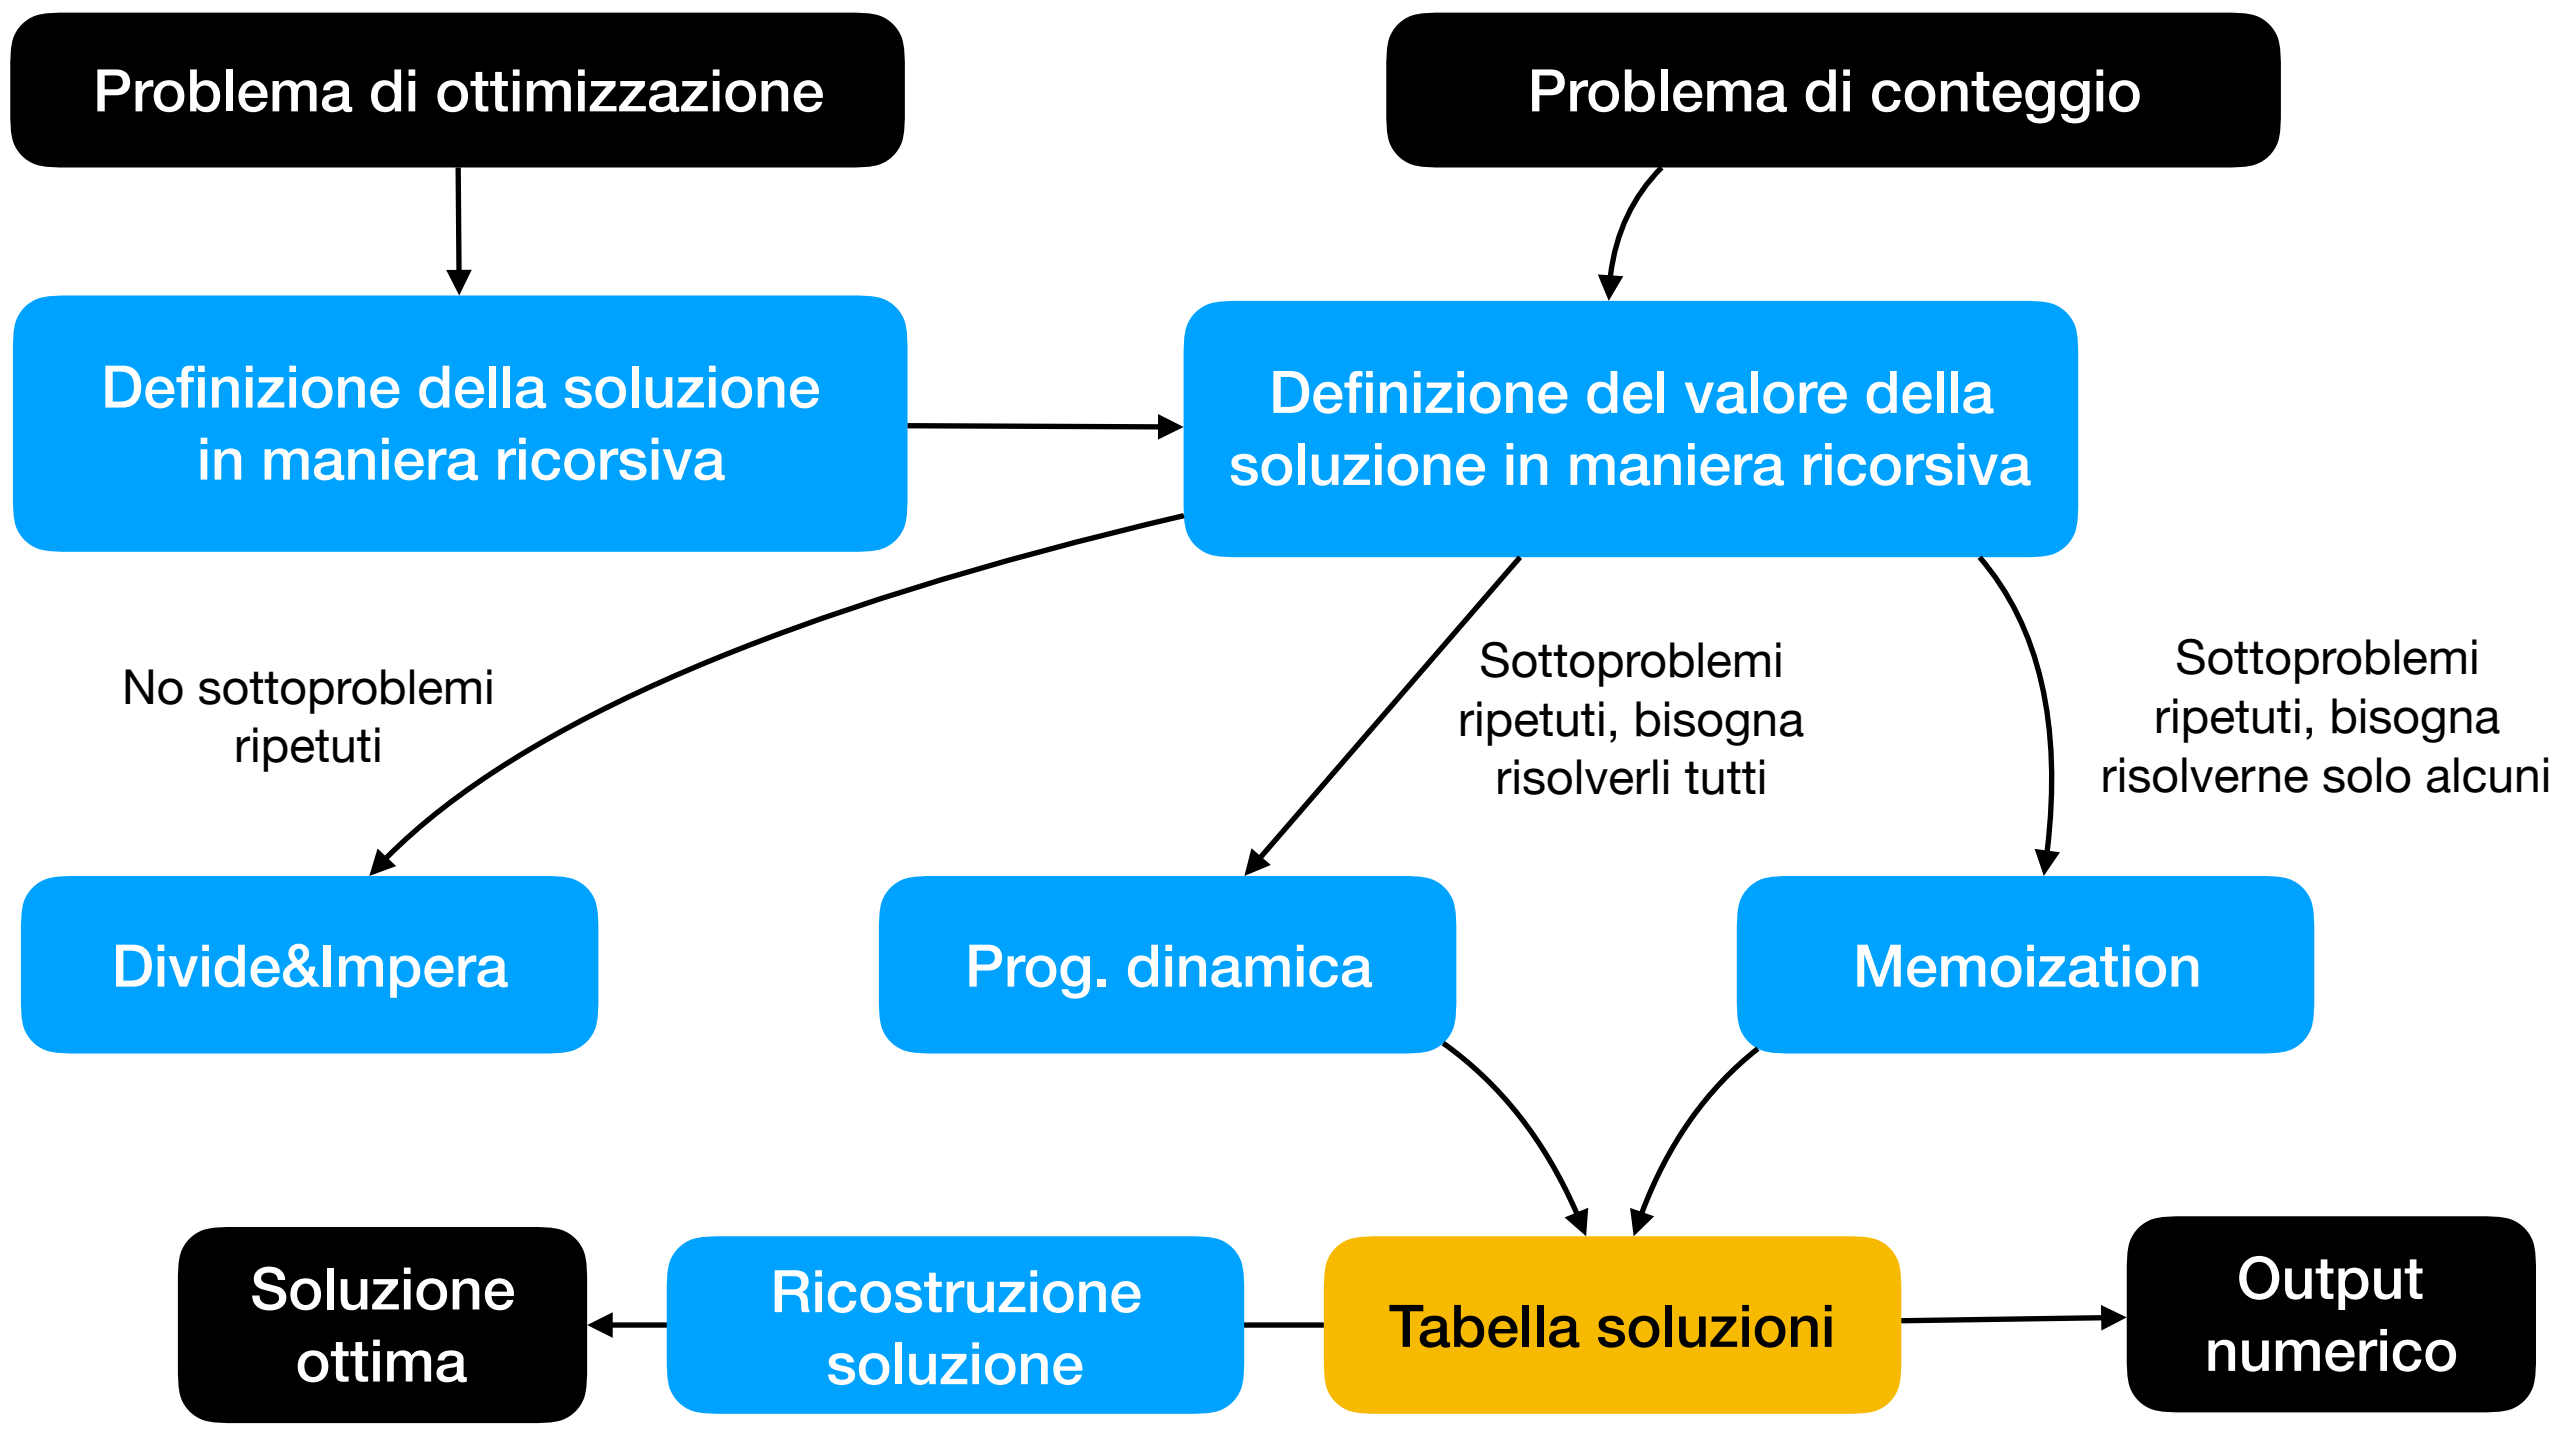 Problema di ottimizzazione
Problema di conteggio
Definizione della soluzione
in maniera ricorsiva
Definizione del valore della
soluzione in maniera ricorsiva
No sottoproblemi
ripetuti
Sottoproblemi
ripetuti, bisogna
risolverli tutti
Sottoproblemi
ripetuti, bisogna
risolverne solo alcuni
Divide&Impera
Prog. dinamica
Memoization
Soluzione
ottima
Ricostruzione
soluzione
Tabella soluzioni
Output
numerico